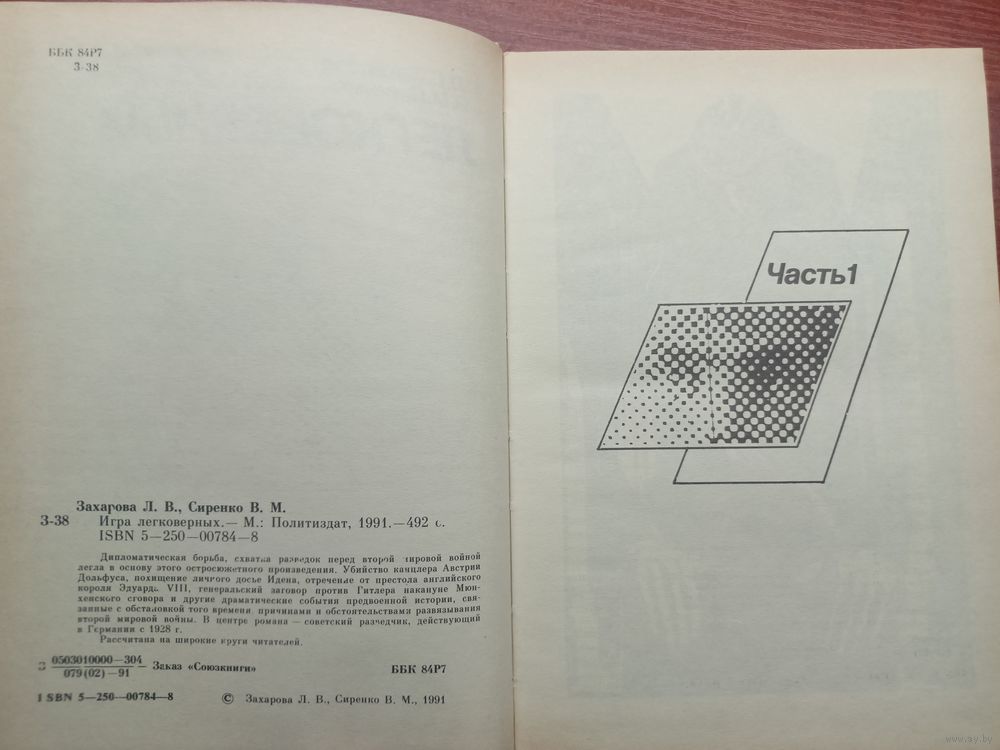 ББК 84Р7
З-38
Захарова Л. В., Сиренко В. М.
З-38 Игра легковерных.— М.: Политиздат, 1991.—492 с.
ISBN 5—250—00784—8
Дипломатическая борьба, схватка разведок перед второй мировой войной
легла в основу этого остросюжетного произведения. Убийство канцлера Австрии
Дольфуса, похищение личного досье Идена, отречение от престола английского
короля Эдуарда VIII, генеральский заговор против Гитлера накануне Мюн-
хенского сговора и другие драматические события предвоенной истории, свя-
занные с обстановкой того времени, причинами и обстоятельствами развязывания
второй мировой войны. В центре романа — советский разведчик, действующий
в Германии с 1928 г.
Рассчитана на широкие круги читателей.
З 0503010000—304
079(02)—91 — Заказ «Союзкниги»
ББК 84Р7
ISBN 5—250—00784—8
© Захарова Л. В., Сиренко В. М., 1991
Часть1
www.ay.by